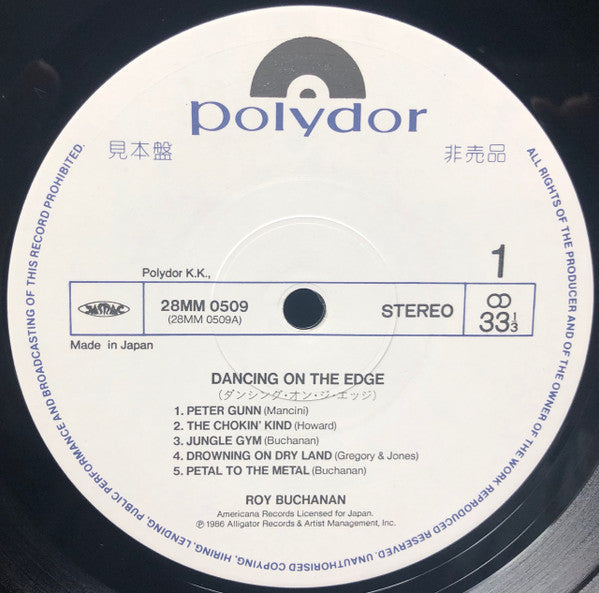 polydor
見本盤
非売品
1
Polydor K.K.,
JASRAC
28MM 0509
(28MM 0509A)
STEREO
33 1/3
Made in Japan
DANCING ON THE EDGE
(ダンシング・オン・ジ・エッジ)
1. PETER GUNN (Mancini)
2. THE CHOKIN' KIND (Howard)
3. JUNGLE GYM (Buchanan)
4. DROWNING ON DRY LAND (Gregory & Jones)
5. PETAL TO THE METAL (Buchanan)
ROY BUCHANAN
Americana Records Licensed for Japan.
℗ 1986 Alligator Records & Artist Management, Inc.
ALL RIGHTS OF THE PRODUCER AND OF THE OWNER OF THE WORK REPRODUCED RESERVED. UNAUTHORISED COPYING, HIRING, LENDING, PUBLIC PERFORMANCE AND BROADCASTING OF THIS RECORD PROHIBITED.